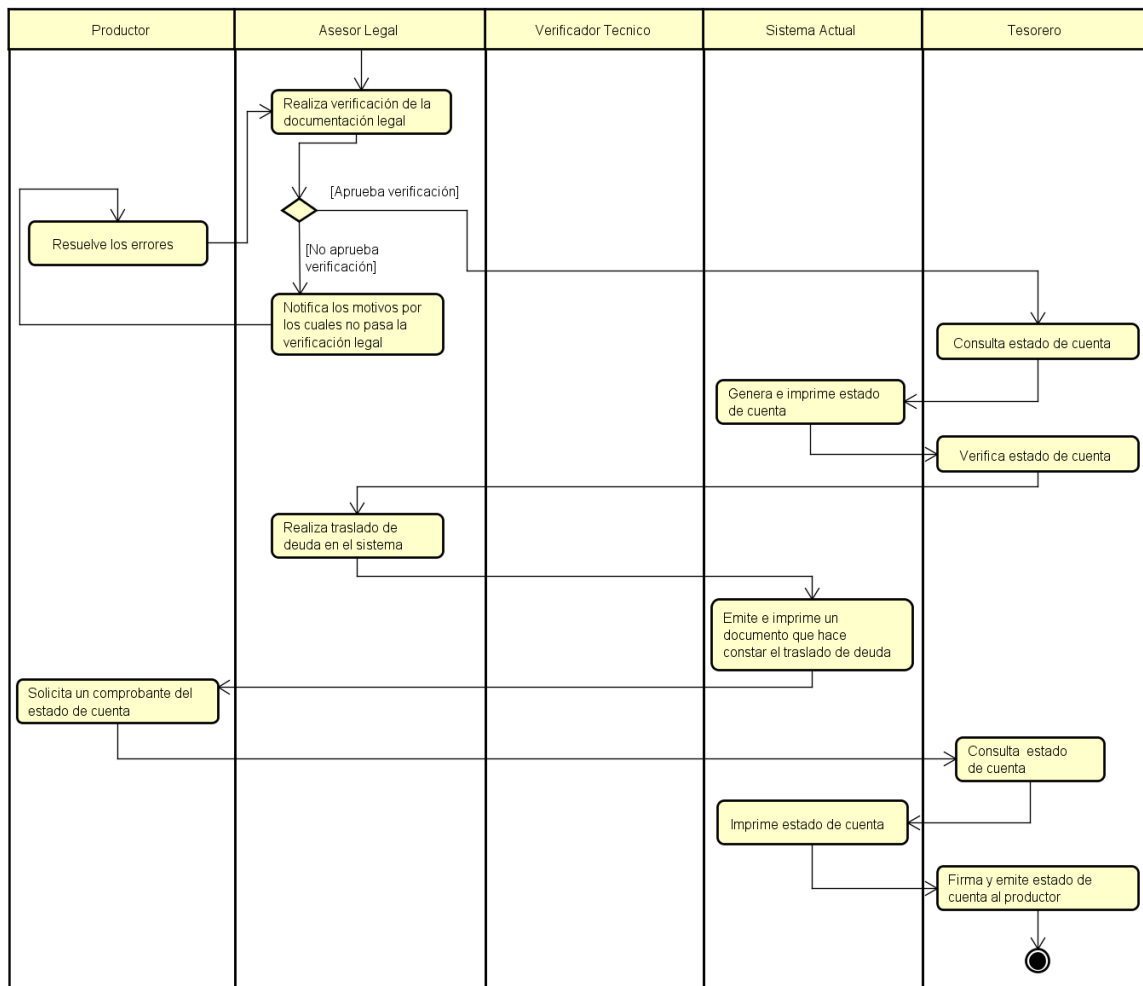 Productor
Asesor Legal
Verificador Tecnico
Sistema Actual
Tesorero
Realiza verificación de la
documentación legal
[Aprueba verificación]
Resuelve los errores
[No aprueba
verificación]
Notifica los motivos por
los cuales no pasa la
verificación legal
Consulta estado de cuenta
Genera e imprime estado
de cuenta
Verifica estado de cuenta
Realiza traslado de
deuda en el sistema
Emite e imprime un
documento que hace
constar el traslado de deuda
Solicita un comprobante del
estado de cuenta
Consulta estado
de cuenta
Imprime estado de cuenta
Firma y emite estado de
cuenta al productor